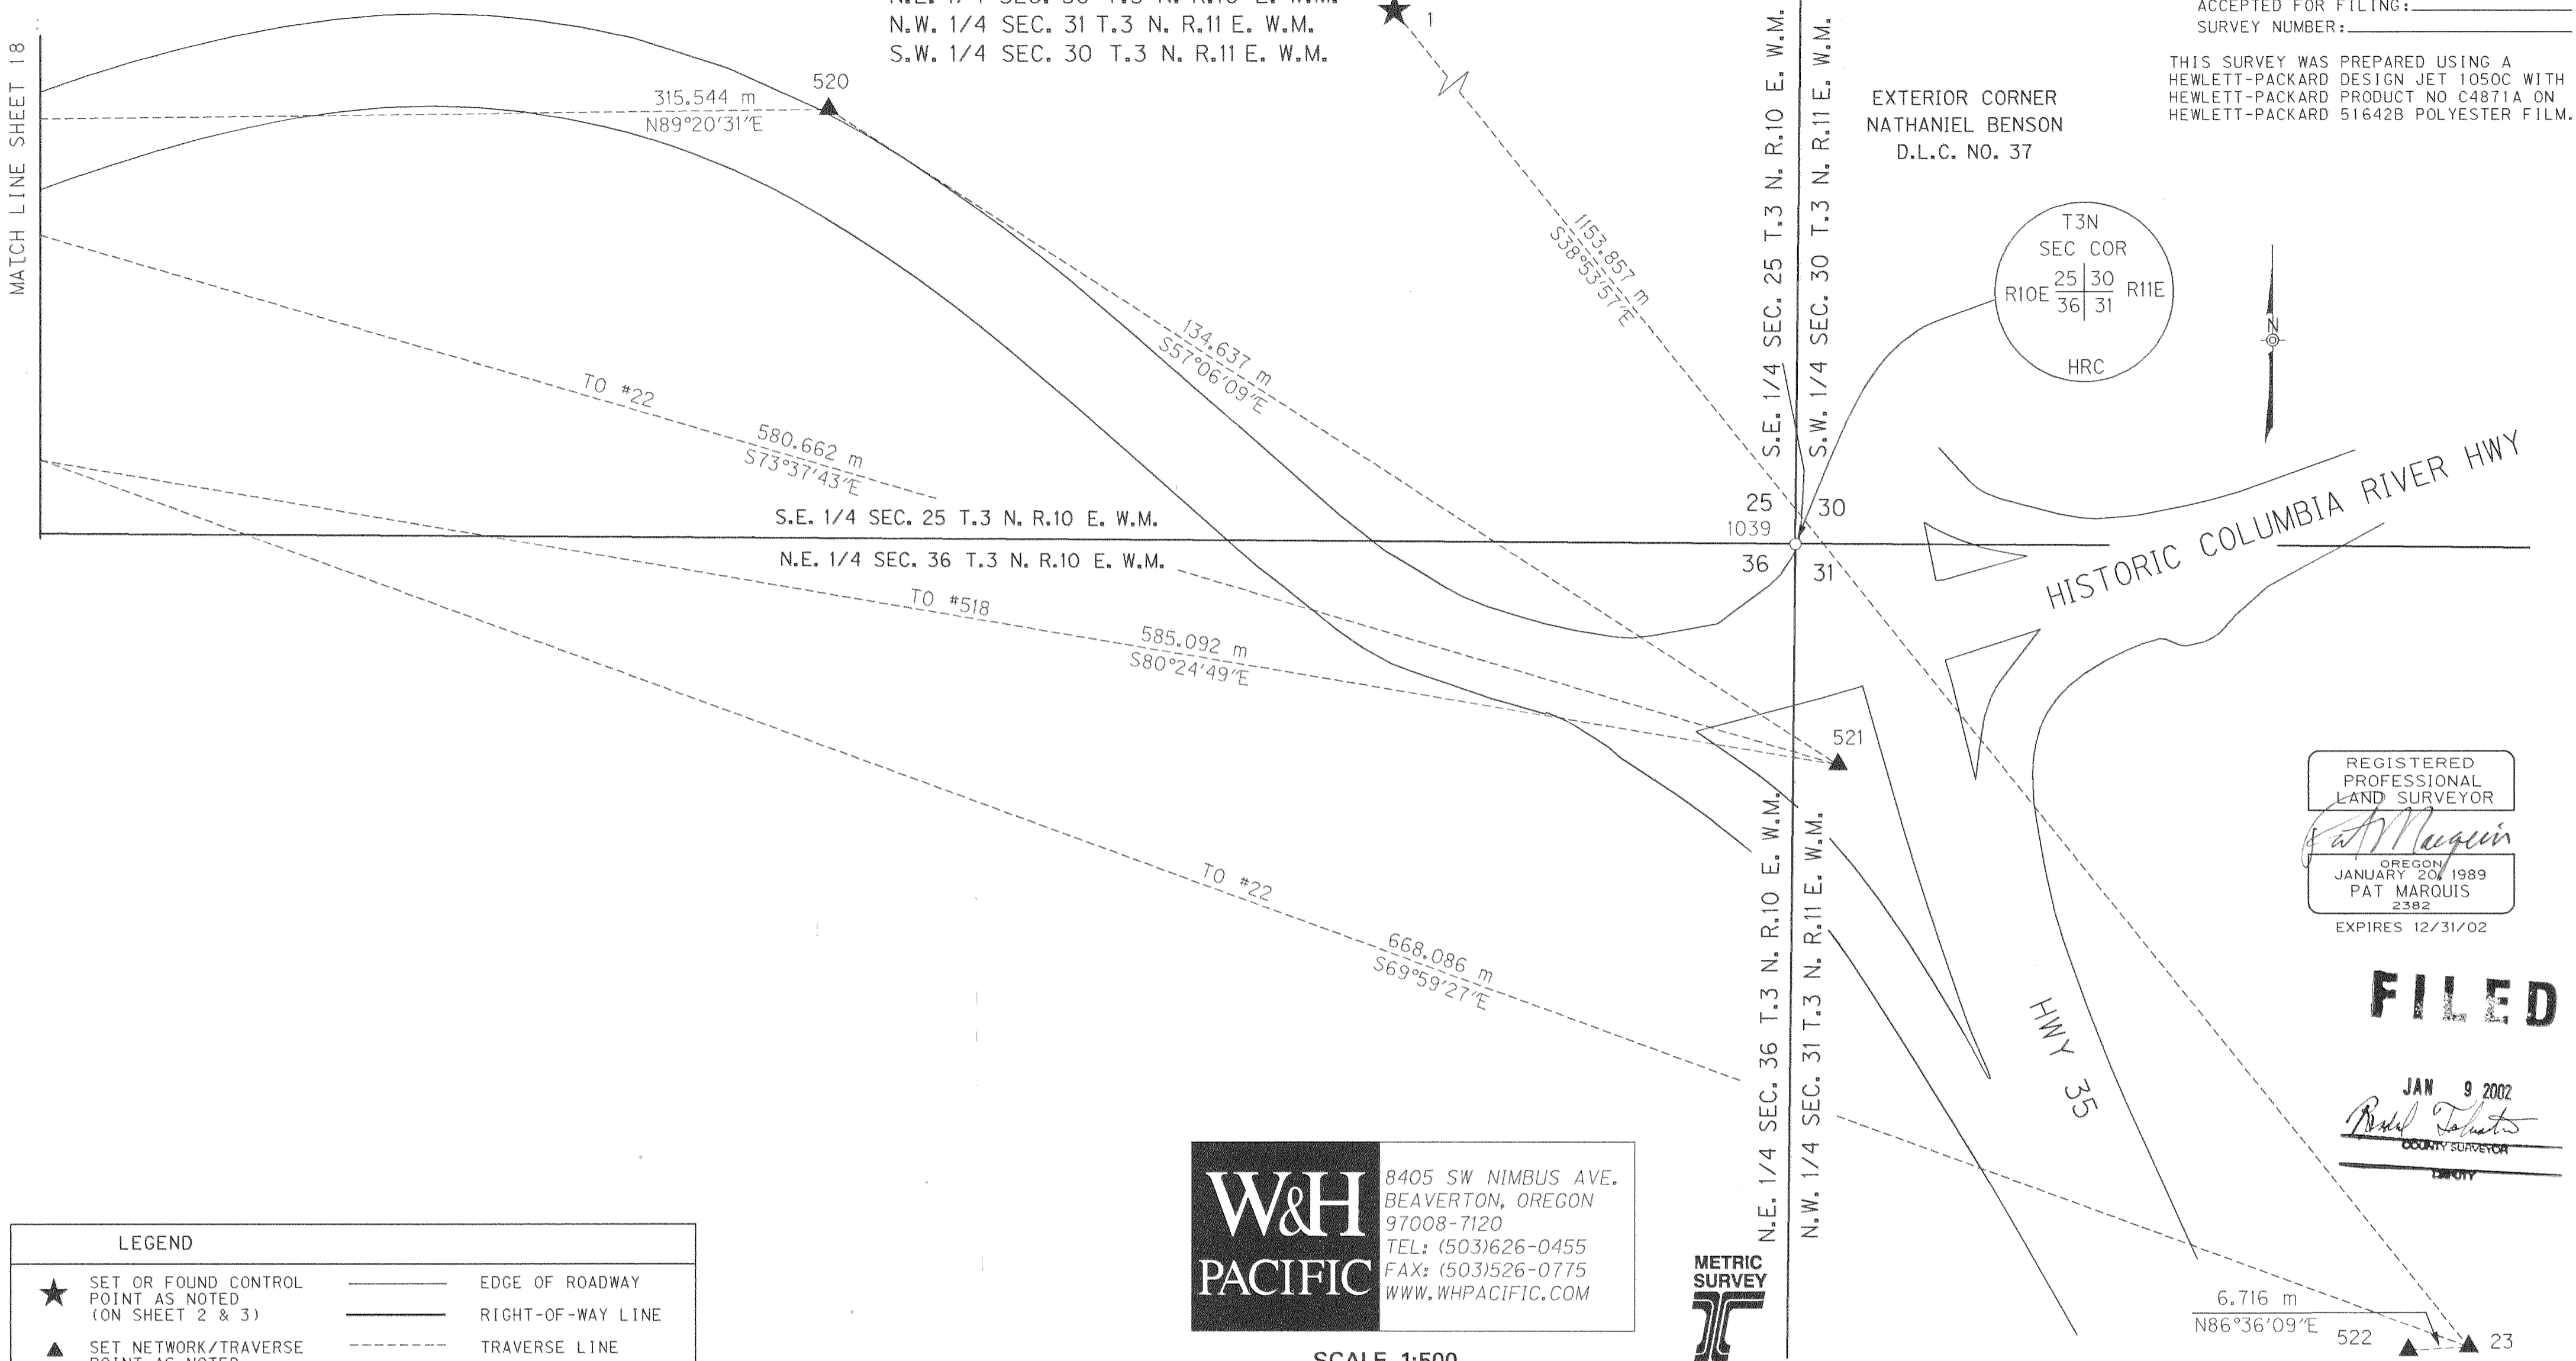 N.W. 1/4 SEC. 31 T.3 N. R.11 E. W.M.
S.W. 1/4 SEC. 30 T.3 N. R.11 E. W.M.
1
ACCEPTED FOR FILING:
SURVEY NUMBER:
THIS SURVEY WAS PREPARED USING A
HEWLETT-PACKARD DESIGN JET 1050C WITH
HEWLETT-PACKARD PRODUCT NO C4871A ON
HEWLETT-PACKARD 51642B POLYESTER FILM.
MATCH LINE SHEET 18
315.544 m
N89°20'31"E
520
EXTERIOR CORNER
NATHANIEL BENSON
D.L.C. NO. 37
S.E. 1/4 SEC. 25 T.3 N. R.10 E. W.M.
S.W. 1/4 SEC. 30 T.3 N. R.11 E. W.M.
1153.857 m
S38°53'57"E
T3N
SEC COR
25 30
R10E R11E
36 31
HRC
N
134.637 m
S57°06'09"E
TO #22
580.662 m
S73°37'43"E
HISTORIC COLUMBIA RIVER HWY
S.E. 1/4 SEC. 25 T.3 N. R.10 E. W.M.
25 30
1039
36 31
N.E. 1/4 SEC. 36 T.3 N. R.10 E. W.M.
TO #518
585.092 m
S80°24'49"E
521
REGISTERED
PROFESSIONAL
LAND SURVEYOR
Pat Marquis
OREGON
JANUARY 20, 1989
PAT MARQUIS
2382
EXPIRES 12/31/02
TO #22
668.086 m
S69°59'27"E
N.E. 1/4 SEC. 36 T.3 N. R.10 E. W.M.
N.W. 1/4 SEC. 31 T.3 N. R.11 E. W.M.
HWY 35
FILED
JAN 9 2002
COUNTY SURVEYOR
DEPUTY
W&H
PACIFIC
8405 SW NIMBUS AVE.
BEAVERTON, OREGON
97008-7120
TEL: (503)626-0455
FAX: (503)526-0775
WWW.WHPACIFIC.COM
METRIC
SURVEY
SCALE 1:500
6.716 m
N86°36'09"E
522
23
LEGEND
SET OR FOUND CONTROL
POINT AS NOTED
(ON SHEET 2 & 3)
EDGE OF ROADWAY
RIGHT-OF-WAY LINE
SET NETWORK/TRAVERSE
POINT AS NOTED
TRAVERSE LINE